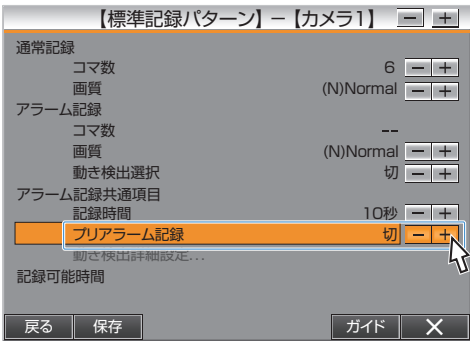 【標準記録パターン】－【カメラ1】 － ＋
通常記録
コマ数 6 － ＋
画質 (N)Normal － ＋
アラーム記録
コマ数 --
画質 (N)Normal － ＋
動き検出選択 切 － ＋
アラーム記録共通項目
記録時間 10秒 － ＋
プリアラーム記録 切 － ＋
動き検出詳細設定...
記録可能時間
戻る 保存 ガイド ×